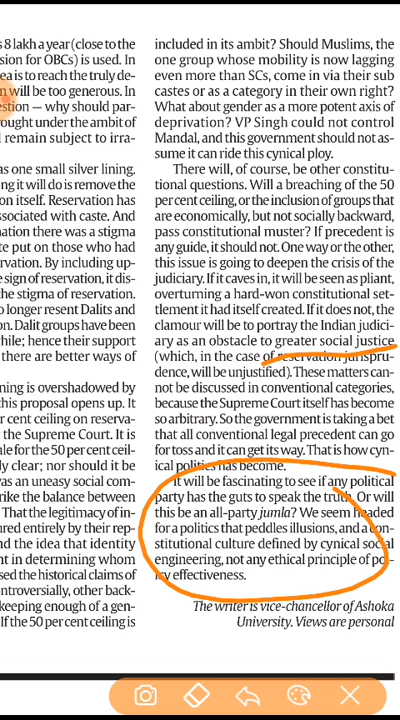 s 8 lakh a year (close to the
sion for OBCs) is used. In
ea is to reach the truly de-
n will be too generous. In
estion — why should par-
rought under the ambit of
l remain subject to irra-
as one small silver lining.
ng it will do is remove the
on itself. Reservation has
ssociated with caste. And
nation there was a stigma
te put on those who had
rvation. By including up-
e sign of reservation, it dis-
the stigma of reservation.
o longer resent Dalits and
on. Dalit groups have been
while; hence their support
there are better ways of
ning is overshadowed by
this proposal opens up. It
r cent ceiling on reserva-
the Supreme Court. It is
ale for the 50 per cent ceil-
ly clear; nor should it be
vas an uneasy social com-
rike the balance between
That the legitimacy of in-
ured entirely by their rep-
nd the idea that identity
nt in determining whom
sed the historical claims of
ontroversially, other back-
keeping enough of a gen-
If the 50 per cent ceiling is
included in its ambit? Should Muslims, the
one group whose mobility is now lagging
even more than SCs, come in via their sub
castes or as a category in their own right?
What about gender as a more potent axis of
deprivation? VP Singh could not control
Mandal, and this government should not as-
sume it can ride this cynical ploy.
There will, of course, be other constitu-
tional questions. Will a breaching of the 50
per cent ceiling, or the inclusion of groups that
are economically, but not socially backward,
pass constitutional muster? If precedent is
any guide, it should not. One way or the other,
this issue is going to deepen the crisis of the
judiciary. If it caves in, it will be seen as pliant,
overturning a hard-won constitutional set-
tlement it had itself created. If it does not, the
clamour will be to portray the Indian judici-
ary as an obstacle to greater social justice
(which, in the case of reservation jurispru-
dence, will be unjustified). These matters can-
not be discussed in conventional categories,
because the Supreme Court itself has become
so arbitrary. So the government is taking a bet
that all conventional legal precedent can go
for toss and it can get its way. That is how cyn-
ical politics has become.
It will be fascinating to see if any political
party has the guts to speak the truth. Or will
this be an all-party jumla? We seem headed
for a politics that peddles illusions, and a con-
stitutional culture defined by cynical social
engineering, not any ethical principle of pol-
icy effectiveness.
The writer is vice-chancellor of Ashoka
University. Views are personal